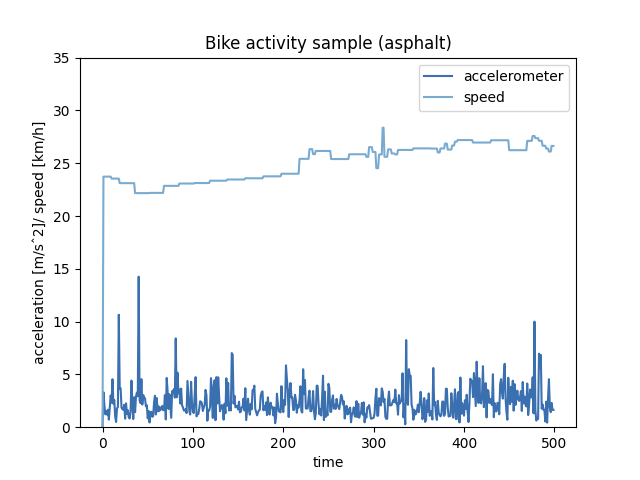 Bike activity sample (asphalt)
accelerometer
speed
35
30
25
20
15
10
5
0
acceleration [m/sˆ2]/ speed [km/h]
0 100 200 300 400 500
time